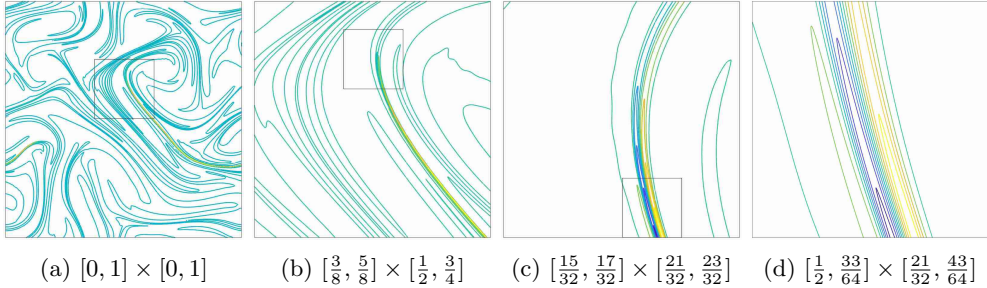 (a) [0, 1] × [0, 1] (b) [3/8, 5/8] × [1/2, 3/4] (c) [15/32, 17/32] × [21/32, 23/32] (d) [1/2, 33/64] × [21/32, 43/64]